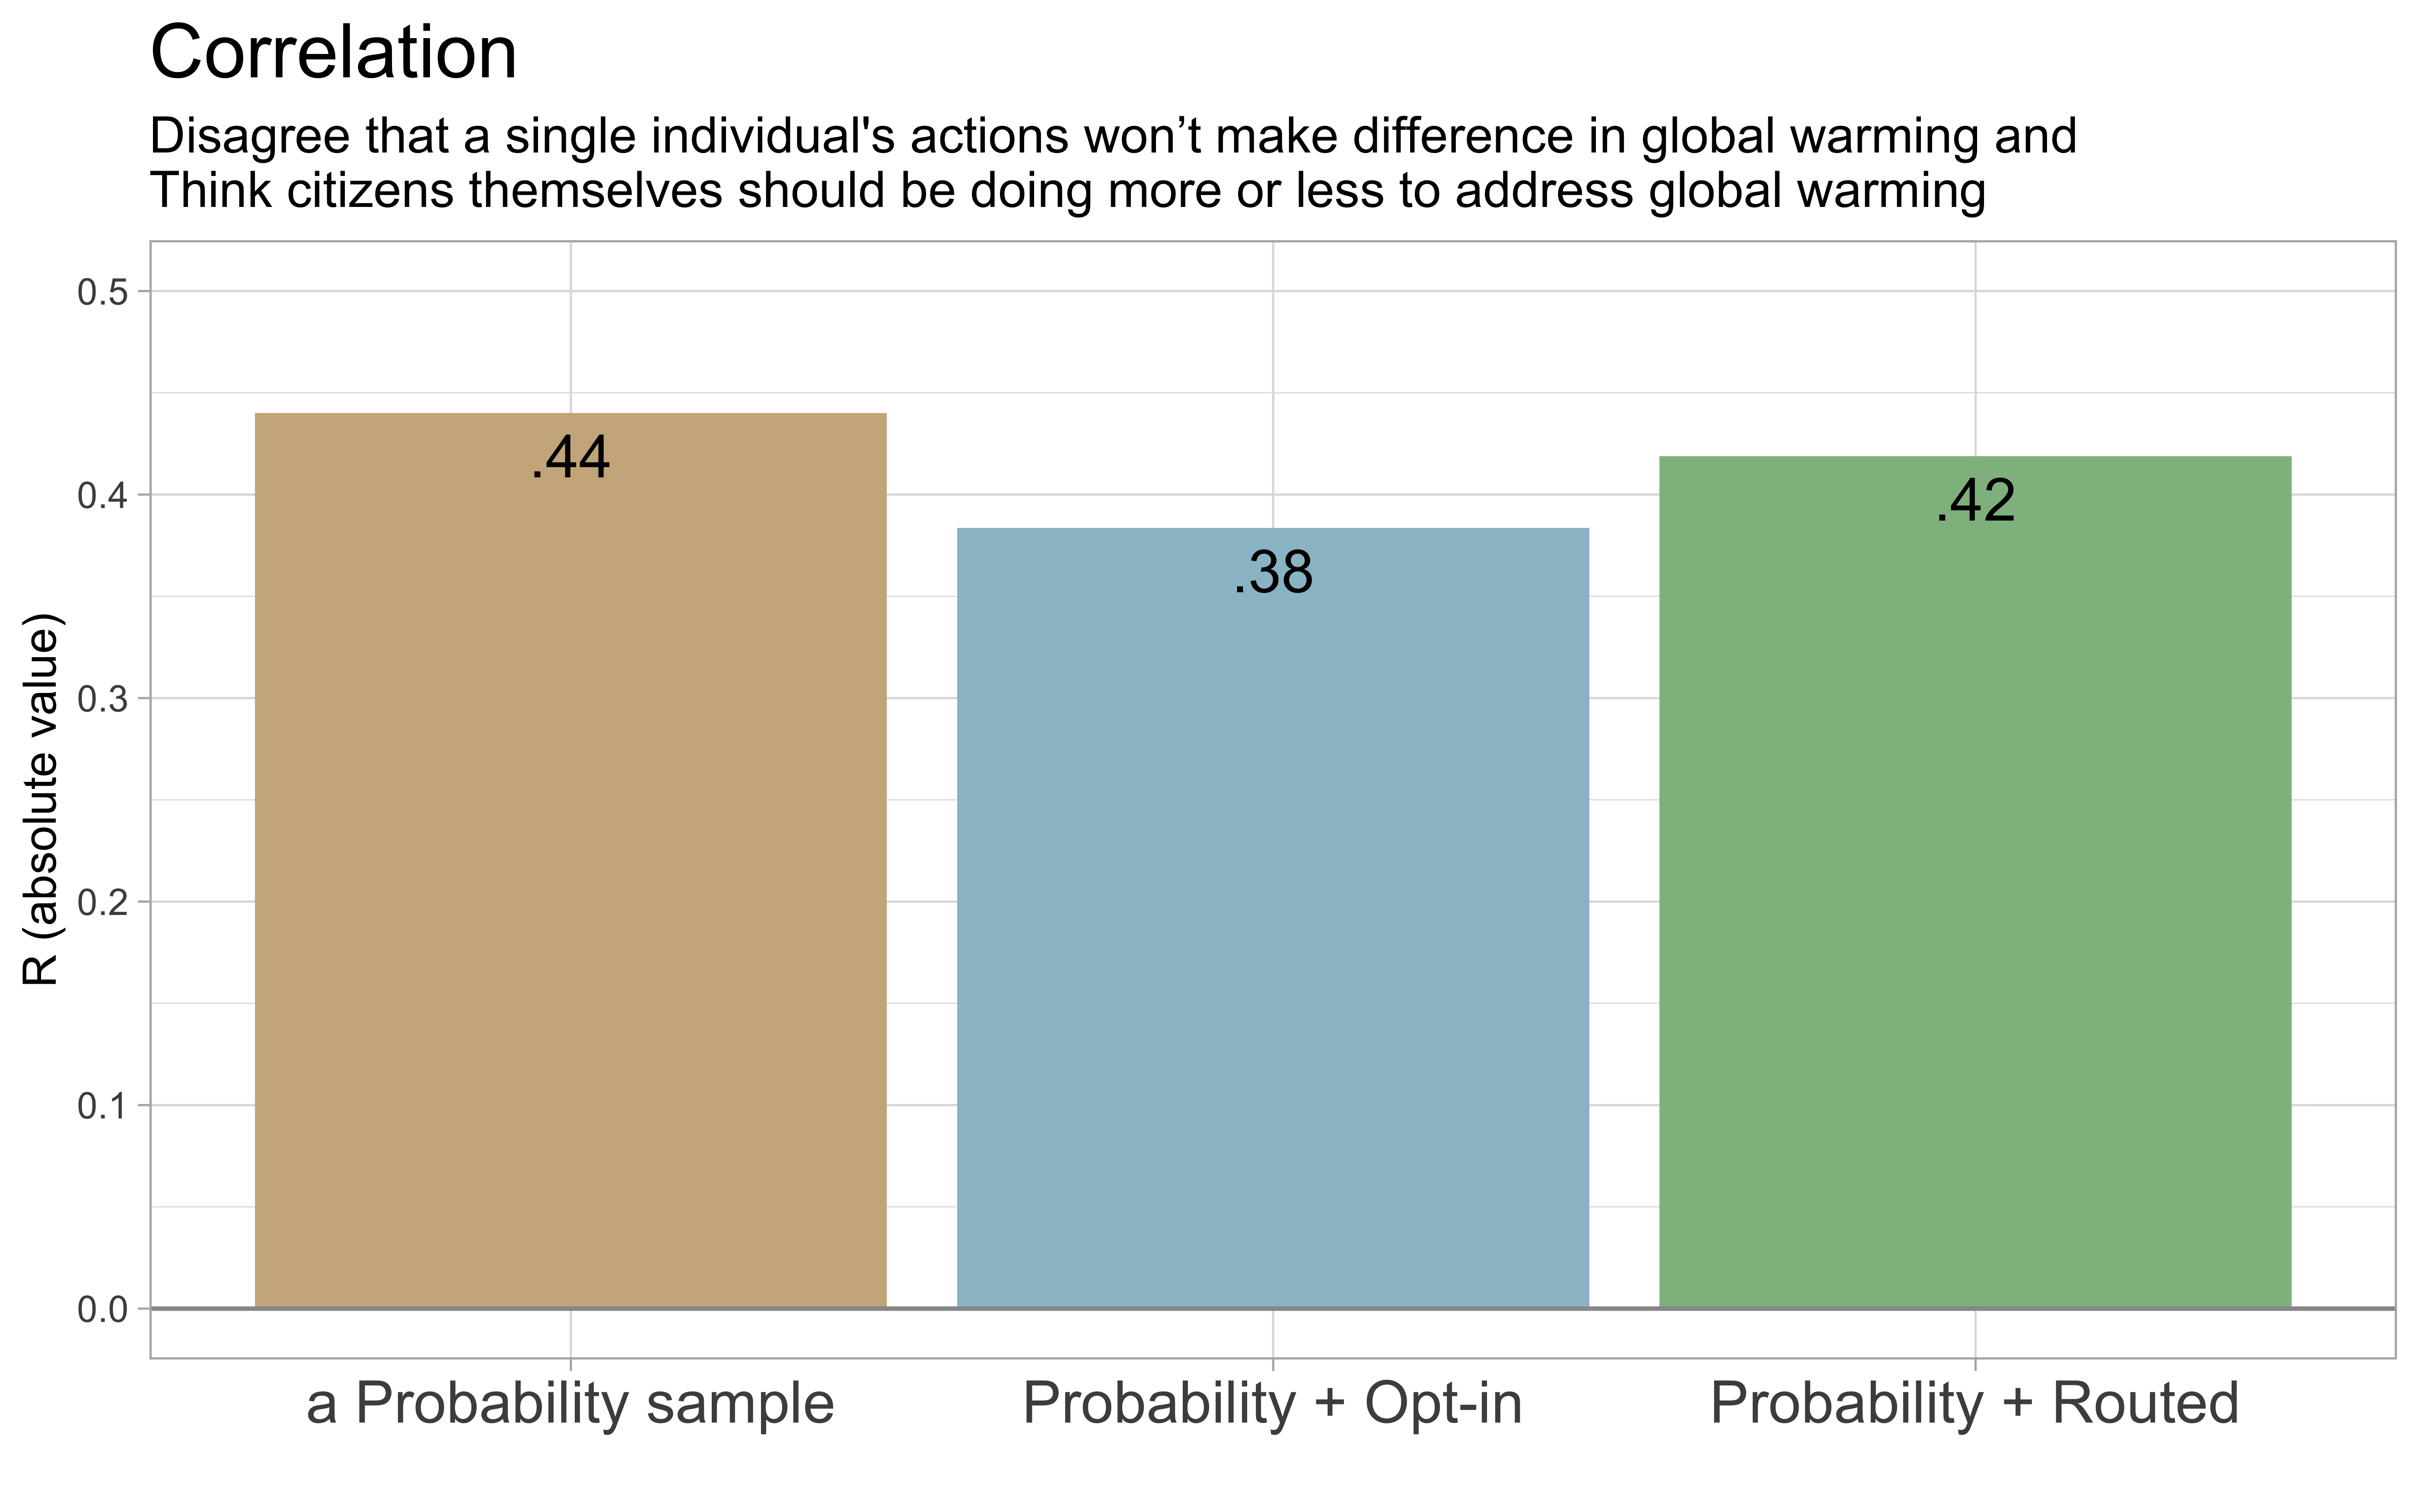 Correlation
Disagree that a single individual's actions won’t make difference in global warming and
Think citizens themselves should be doing more or less to address global warming
R (absolute value)
0.5
0.4
0.3
0.2
0.1
0.0
.44
.38
.42
a Probability sample
Probability + Opt-in
Probability + Routed